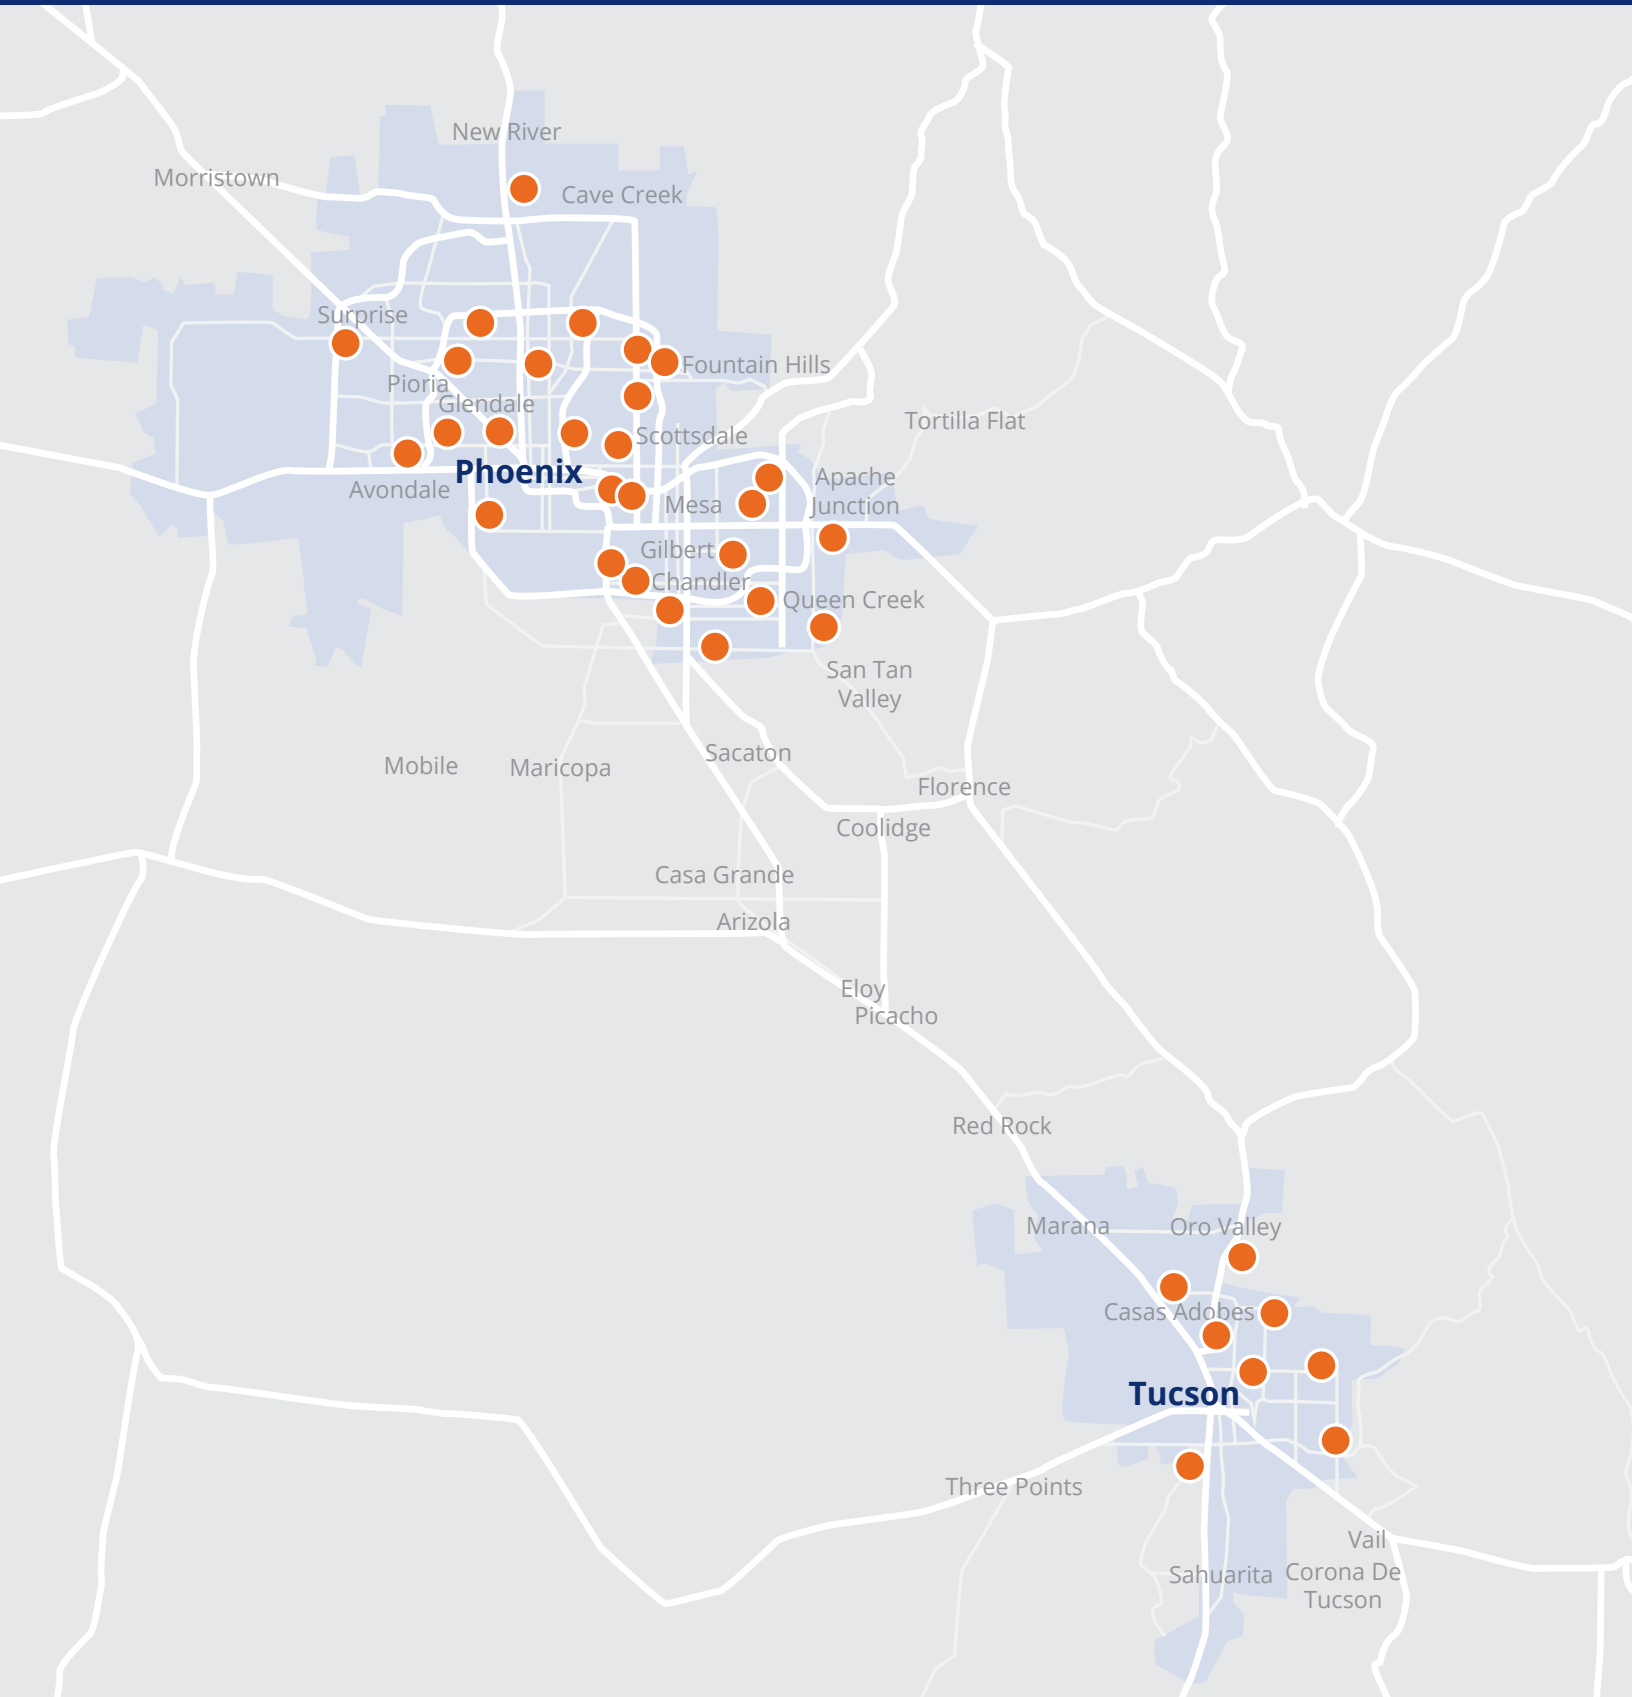 New River
Morristown
Cave Creek
Surprise
Fountain Hills
Pioria
Glendale
Tortilla Flat
Scottsdale
Phoenix
Apache
Junction
Avondale
Mesa
Gilbert
Chandler
Queen Creek
San Tan
Valley
Sacaton
Mobile
Maricopa
Florence
Coolidge
Casa Grande
Arizola
Eloy
Picacho
Red Rock
Marana
Oro Valley
Casas Adobes
Tucson
Three Points
Vail
Sahuarita
Corona De
Tucson